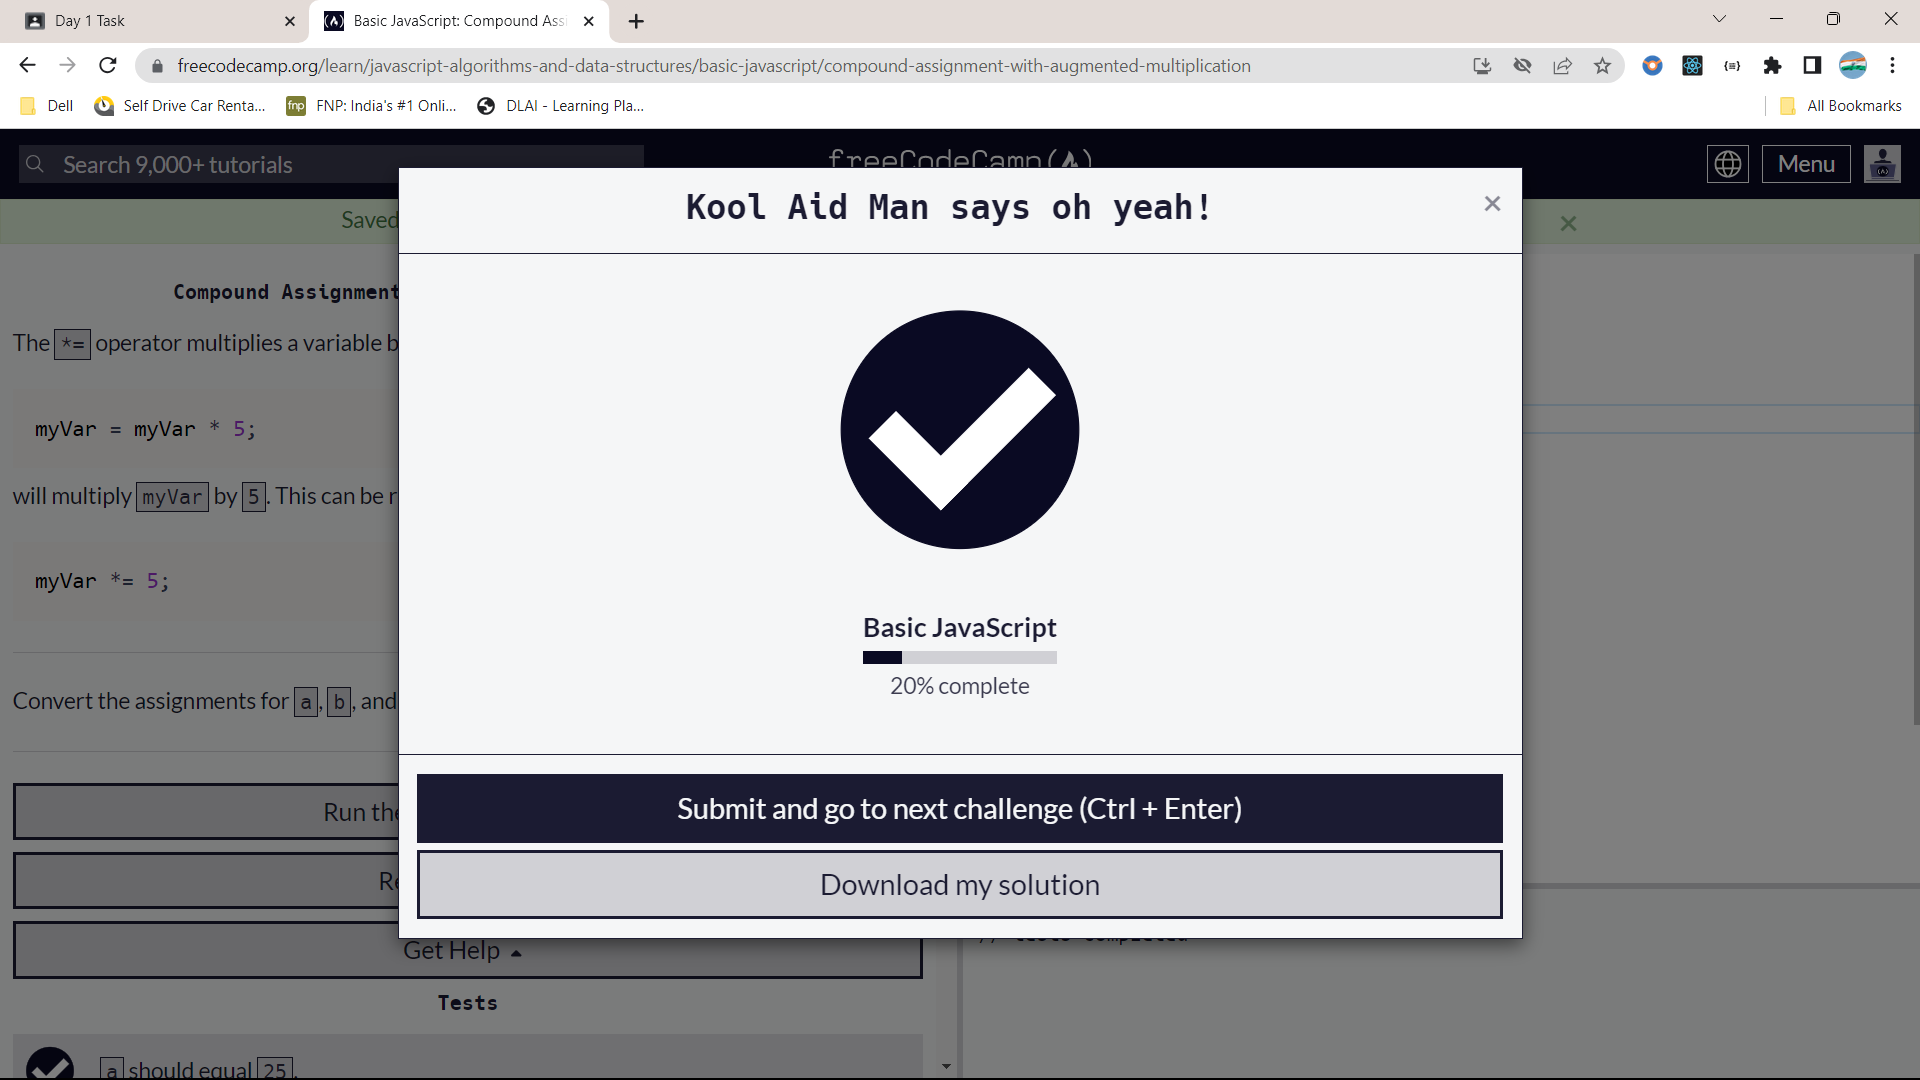 Day 1 Task
Basic JavaScript: Compound Assi
freecodecamp.org/learn/javascript-algorithms-and-data-structures/basic-javascript/compound-assignment-with-augmented-multiplication
Dell
Self Drive Car Renta...
fnp
FNP: India's #1 Onli...
DLAI - Learning Pla...
All Bookmarks
Search 9,000+ tutorials
freeCodeCamp(
Menu
Saved
Kool Aid Man says oh yeah!
Compound Assignment
The *= operator multiplies a variable b
myVar = myVar * 5;
will multiply myVar by 5. This can be r
myVar *= 5;
Convert the assignments for a, b, and
Run the
Re
Get Help
Tests
a should equal 25.
Basic JavaScript
20% complete
Submit and go to next challenge (Ctrl + Enter)
Download my solution
// tests completed